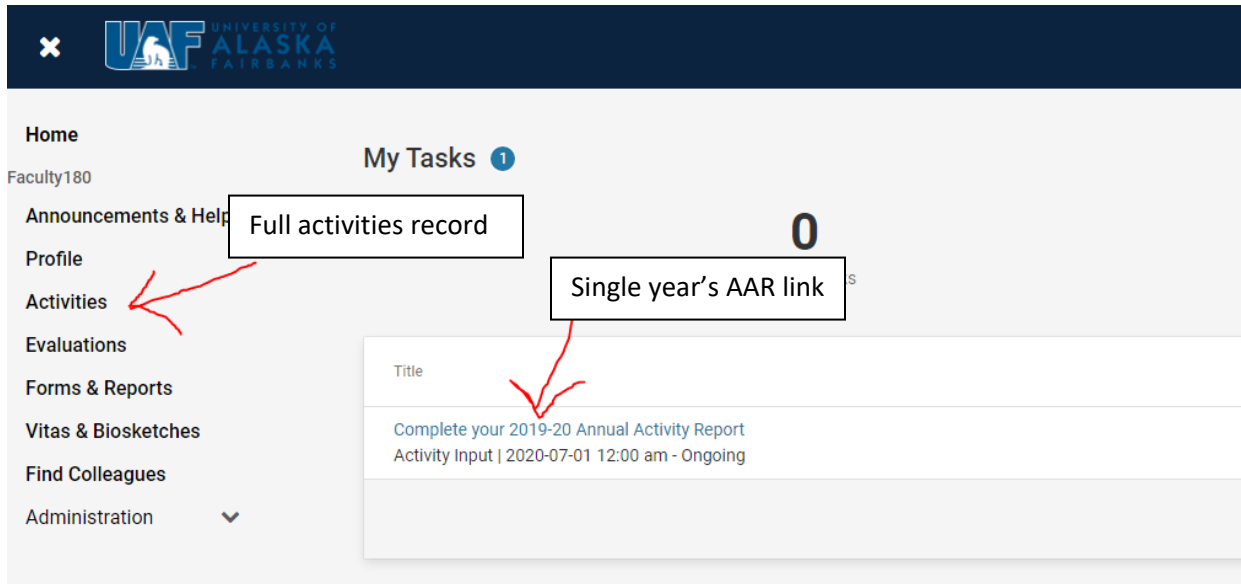 UAF UNIVERSITY OF
ALASKA
FAIRBANKS
Home
Faculty180
Announcements & Help
Profile
Activities
Evaluations
Forms & Reports
Vitas & Biosketches
Find Colleagues
Administration
Full activities record
My Tasks 1
0
Single year’s AAR link
Title
Complete your 2019-20 Annual Activity Report
Activity Input | 2020-07-01 12:00 am - Ongoing